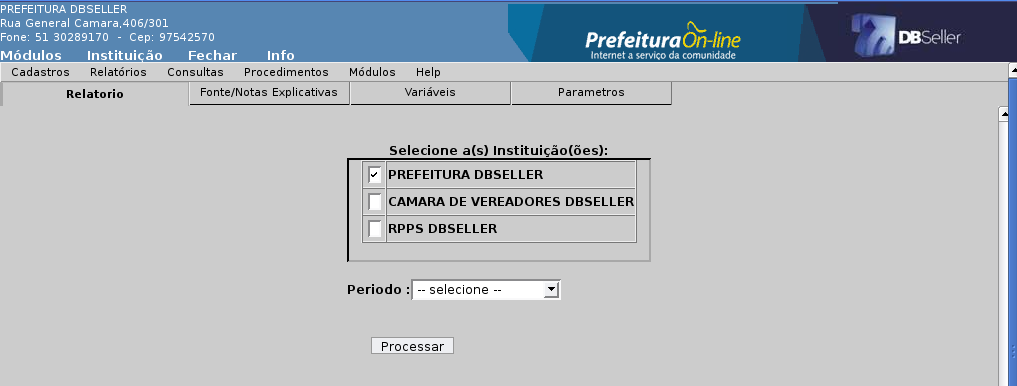 PREFEITURA DBSELLER
Rua General Camara,406/301
Fone: 51 30289170 - Cep: 97542570
Módulos Instituição Fechar Info
Prefeitura On-line
Internet a serviço da comunidade
DBSeller
Cadastros Relatórios Consultas Procedimentos Módulos Help
Relatorio Fonte/Notas Explicativas Variáveis Parametros
Selecione a(s) Instituição(ões):
PREFEITURA DBSELLER
CAMARA DE VEREADORES DBSELLER
RPPS DBSELLER
Periodo : -- selecione --
Processar